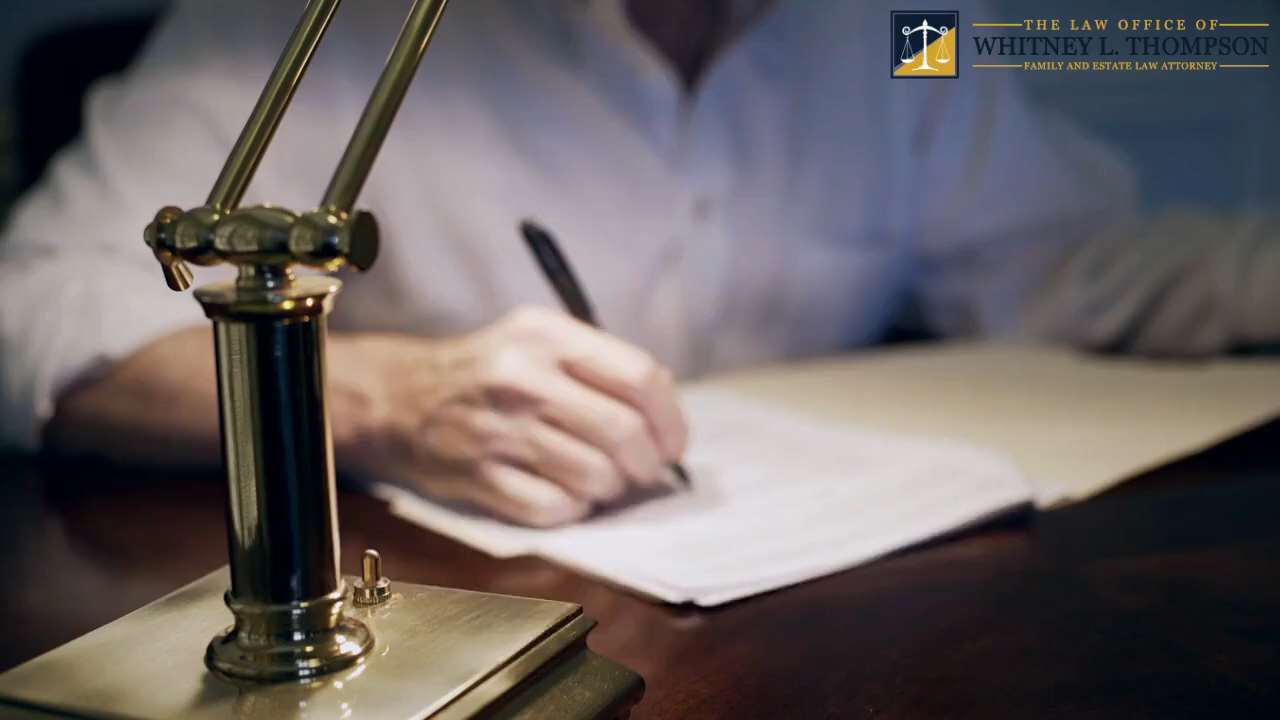 THE LAW OFFICE OF
WHITNEY L. THOMPSON
FAMILY AND ESTATE LAW ATTORNEY